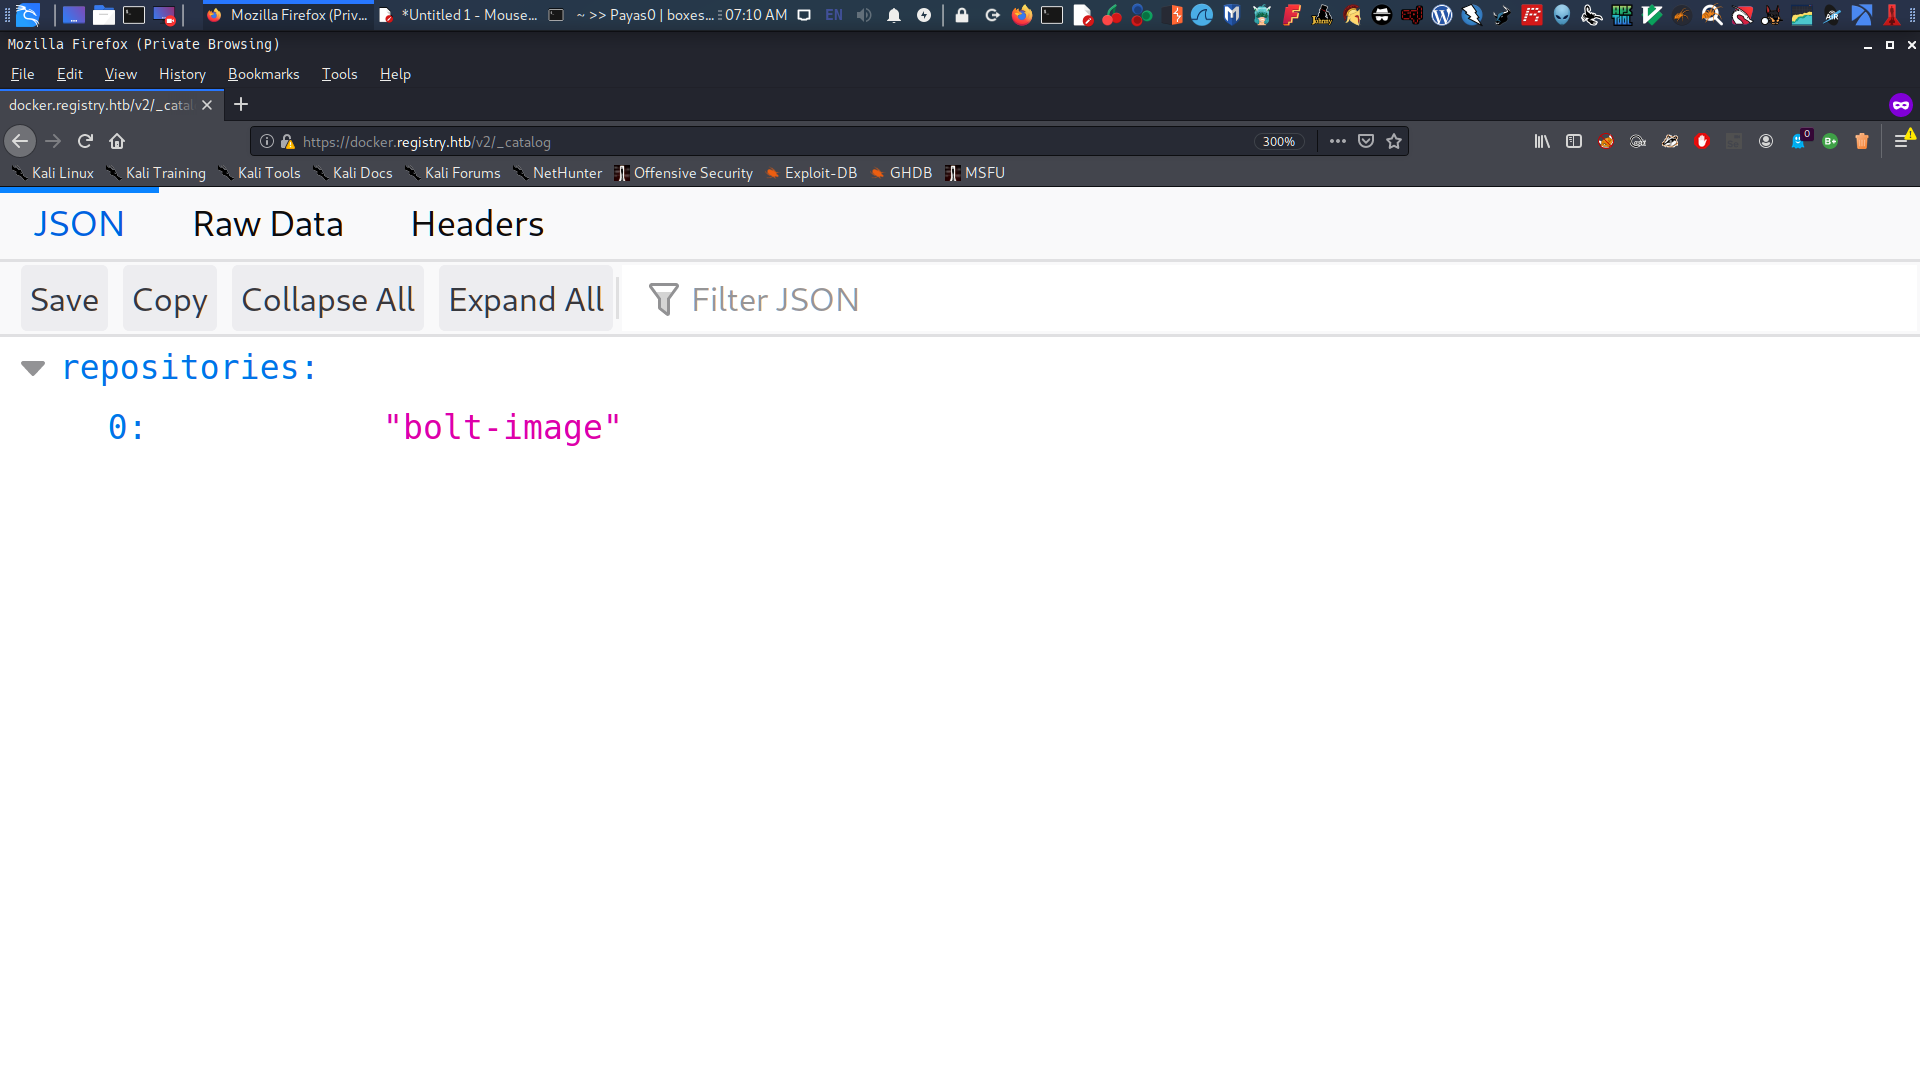 Mozilla Firefox (Priv... *Untitled 1 - Mouse... ~ >> Payas0 | boxes... 07:10 AM EN
Mozilla Firefox (Private Browsing)
File Edit View History Bookmarks Tools Help
docker.registry.htb/v2/_catal
https://docker.registry.htb/v2/_catalog 300% ••• 0 B+
Kali Linux Kali Training Kali Tools Kali Docs Kali Forums NetHunter Offensive Security Exploit-DB GHDB MSFU
JSON Raw Data Headers
Save Copy Collapse All Expand All Filter JSON
repositories:
0: "bolt-image"